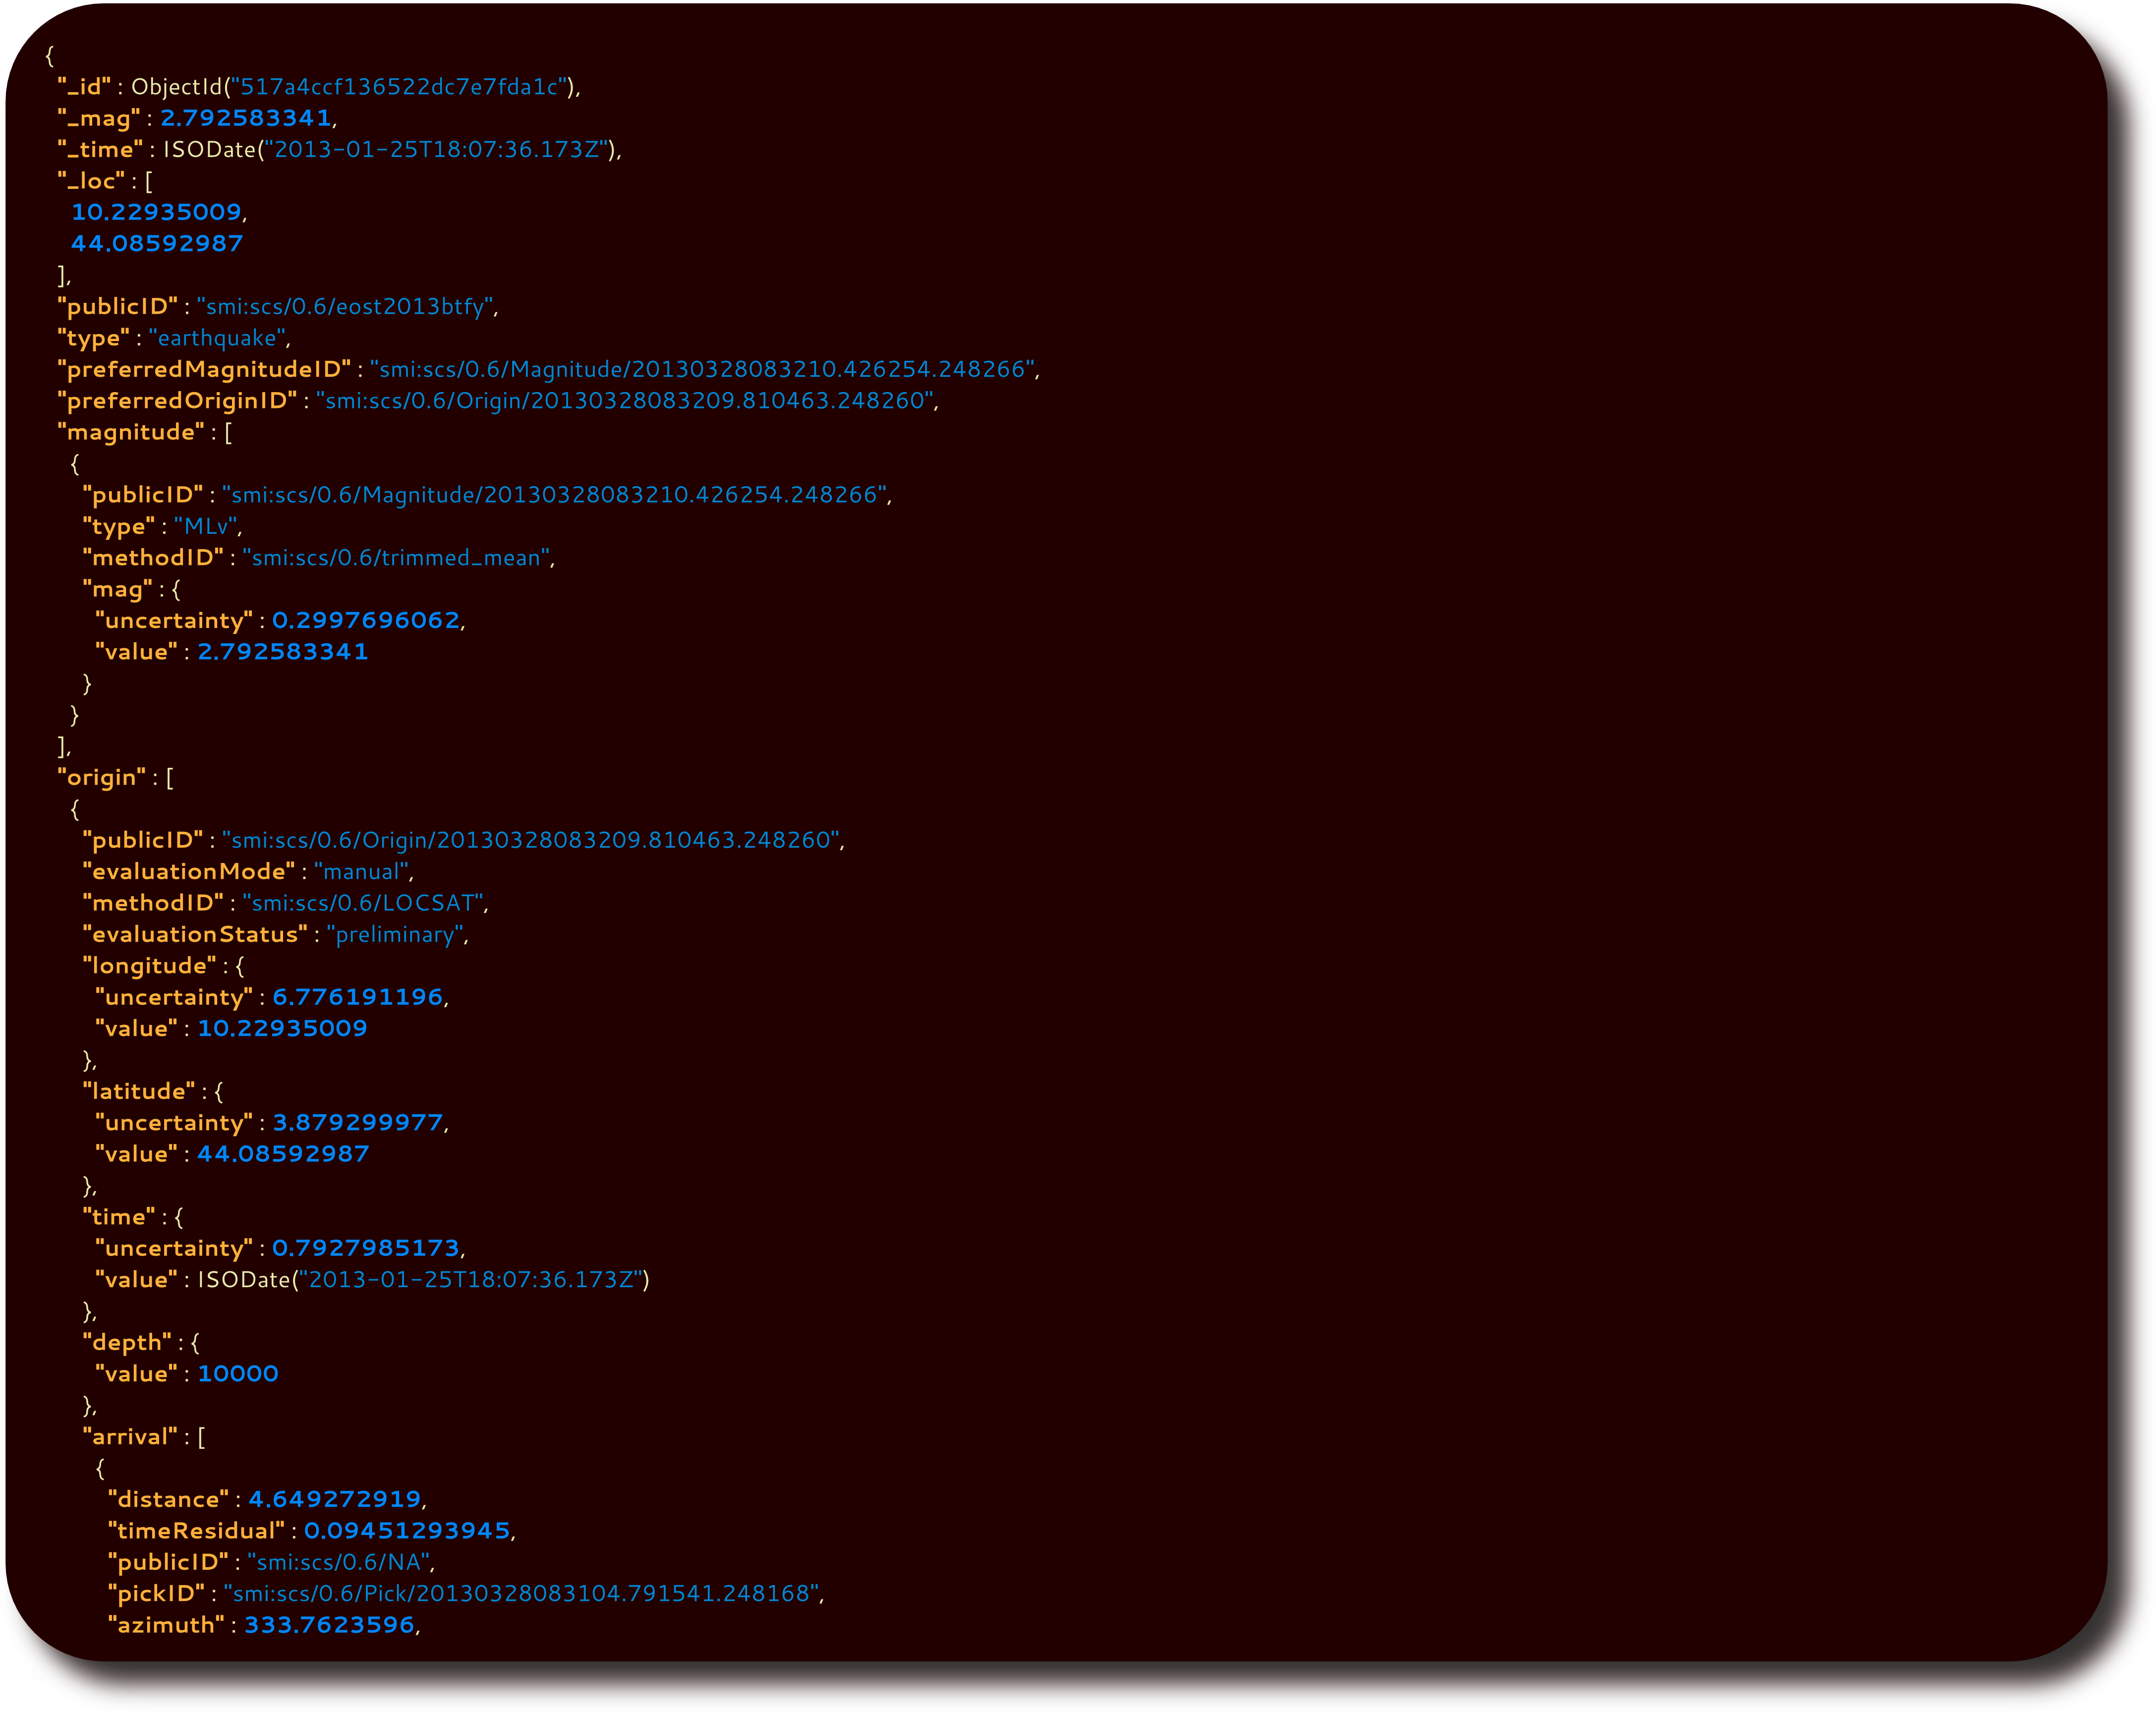 {
"_id" : ObjectId("517a4ccf136522dc7e7fda1c"),
"_mag" : 2.792583341,
"_time" : ISODate("2013-01-25T18:07:36.173Z"),
"_loc" : [
10.22935009,
44.08592987
],
"publicID" : "smi:scs/0.6/eost2013btfy",
"type" : "earthquake",
"preferredMagnitudeID" : "smi:scs/0.6/Magnitude/20130328083210.426254.248266",
"preferredOriginID" : "smi:scs/0.6/Origin/20130328083209.810463.248260",
"magnitude" : [
{
"publicID" : "smi:scs/0.6/Magnitude/20130328083210.426254.248266",
"type" : "MLv",
"methodID" : "smi:scs/0.6/trimmed_mean",
"mag" : {
"uncertainty" : 0.2997696062,
"value" : 2.792583341
}
}
],
"origin" : [
{
"publicID" : "smi:scs/0.6/Origin/20130328083209.810463.248260",
"evaluationMode" : "manual",
"methodID" : "smi:scs/0.6/LOCSAT",
"evaluationStatus" : "preliminary",
"longitude" : {
"uncertainty" : 6.776191196,
"value" : 10.22935009
},
"latitude" : {
"uncertainty" : 3.879299977,
"value" : 44.08592987
},
"time" : {
"uncertainty" : 0.7927985173,
"value" : ISODate("2013-01-25T18:07:36.173Z")
},
"depth" : {
"value" : 10000
},
"arrival" : [
{
"distance" : 4.649272919,
"timeResidual" : 0.09451293945,
"publicID" : "smi:scs/0.6/NA",
"pickID" : "smi:scs/0.6/Pick/20130328083104.791541.248168",
"azimuth" : 333.7623596,